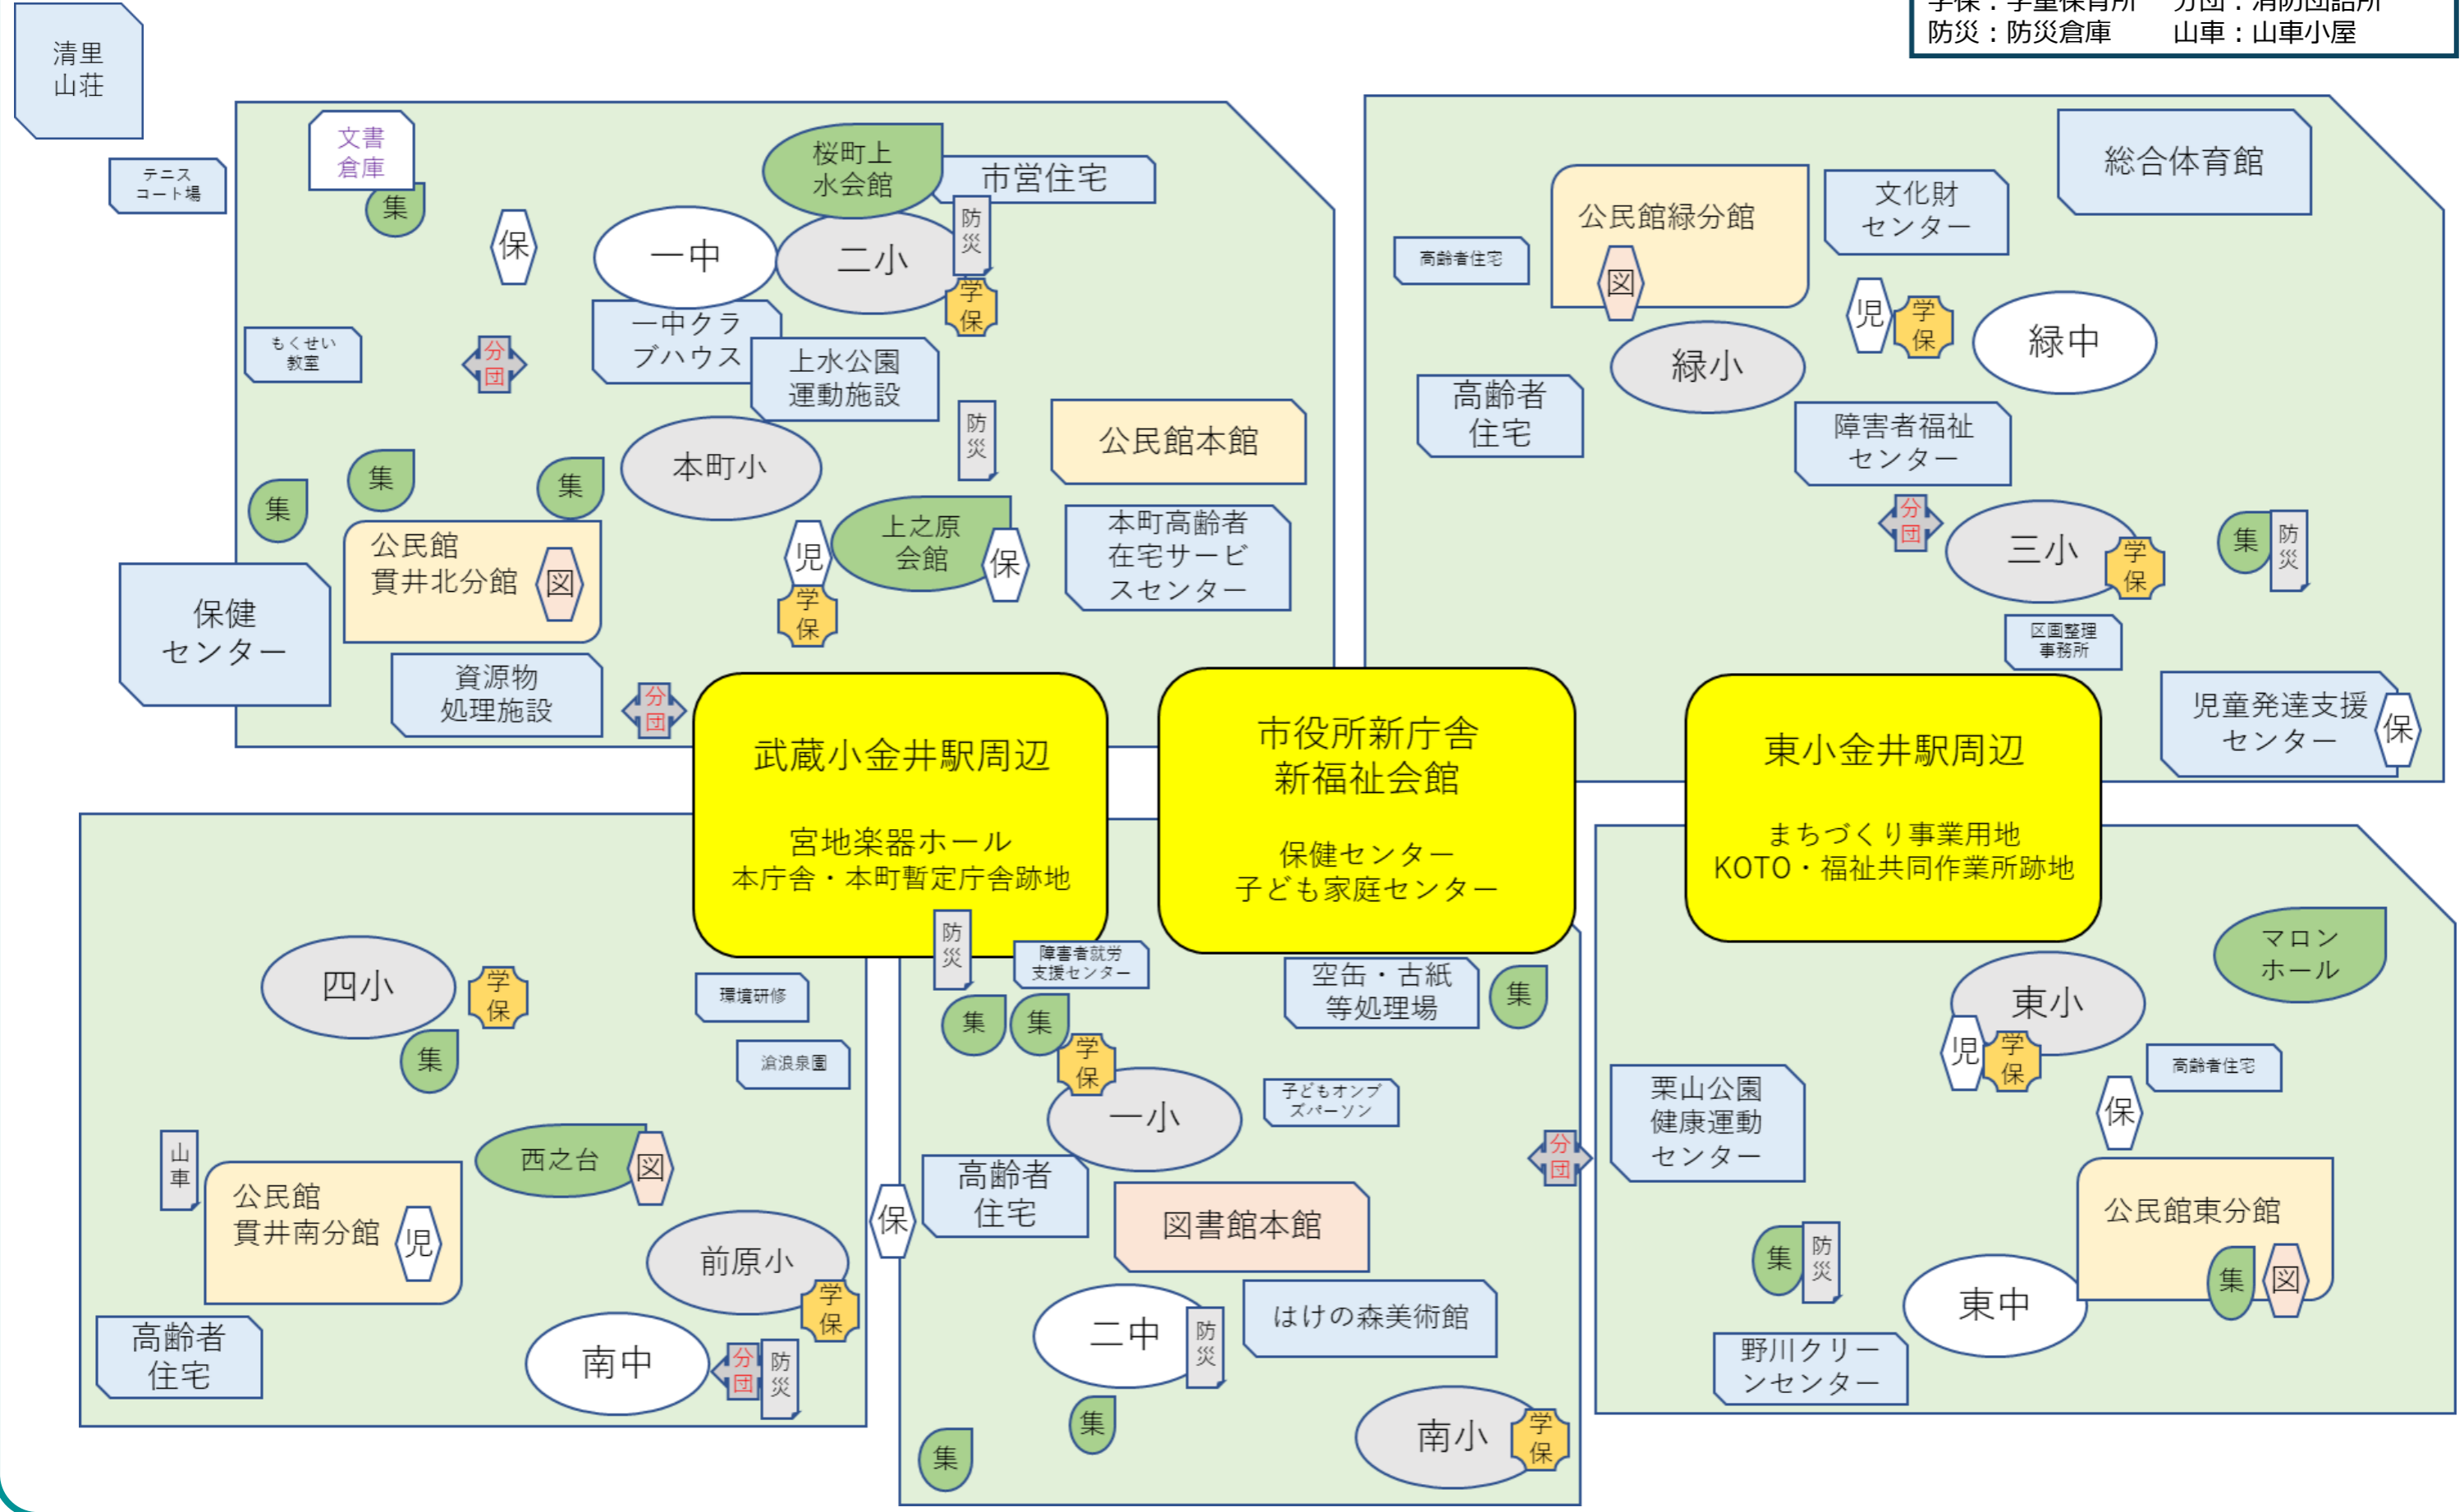 学保：学童保育所　分団：消防団詰所
防災：防災倉庫　山車：山車小屋
清里
山荘
テニス
コート場
文書
倉庫
集
保
桜町上
水会館
市営住宅
一中
二小
防
災
学
保
もくせい
教室
分
団
一中クラ
ブハウス
上水公園
運動施設
本町小
防
災
公民館本館
集
集
集
公民館
貫井北分館
図
児
学
保
上之原
会館
保
本町高齢者
在宅サービ
スセンター
保健
センター
資源物
処理施設
分
団
総合体育館
公民館緑分館
図
文化財
センター
高齢者住宅
児
学
保
緑中
緑小
高齢者
住宅
障害者福祉
センター
分
団
三小
学
保
集
防
災
区画整理
事務所
児童発達支援
センター
保
武蔵小金井駅周辺
宮地楽器ホール
本庁舎・本町暫定庁舎跡地
市役所新庁舎
新福祉会館
保健センター
子ども家庭センター
東小金井駅周辺
まちづくり事業用地
KOTO・福祉共同作業所跡地
四小
学
保
集
環境研修
滄浪泉園
山
車
公民館
貫井南分館
児
西之台
図
前原小
学
保
高齢者
住宅
南中
分
団
防
災
保
防
災
障害者就労
支援センター
集
集
学
保
一小
空缶・古紙
等処理場
集
子どもオンブ
ズパーソン
分
団
高齢者
住宅
図書館本館
二中
防
災
はけの森美術館
集
集
南小
学
保
マロン
ホール
東小
児
学
保
高齢者住宅
保
栗山公園
健康運動
センター
公民館東分館
集
図
集
防
災
東中
野川クリー
ンセンター